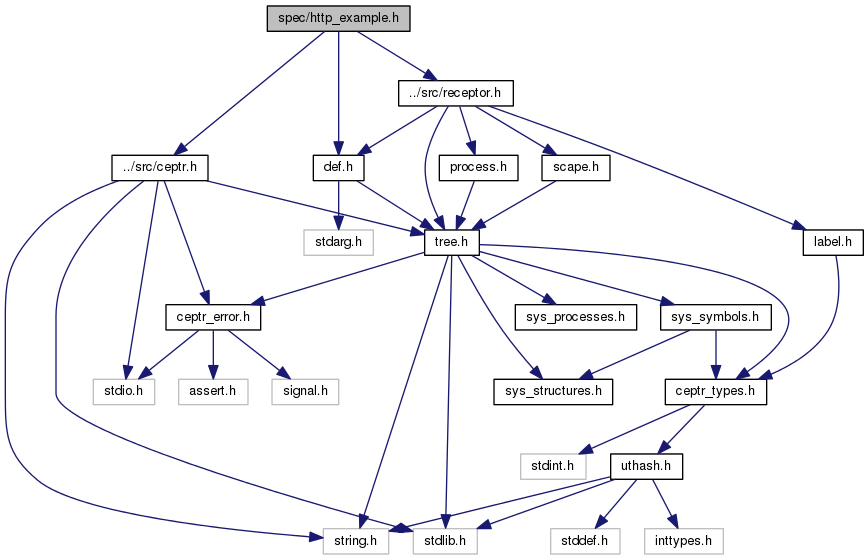 spec/http_example.h
../src/receptor.h
../src/ceptr.h
def.h
process.h
scape.h
stdarg.h
tree.h
label.h
ceptr_error.h
sys_processes.h
sys_symbols.h
stdio.h
assert.h
signal.h
sys_structures.h
ceptr_types.h
stdint.h
uthash.h
string.h
stdlib.h
stddef.h
inttypes.h